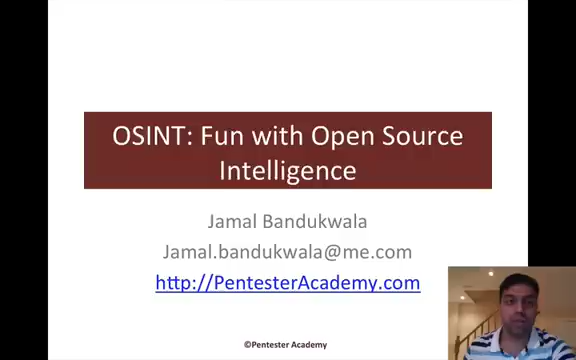 OSINT: Fun with Open Source
Intelligence
Jamal Bandukwala
Jamal.bandukwala@me.com
http://PentesterAcademy.com
©Pentester Academy